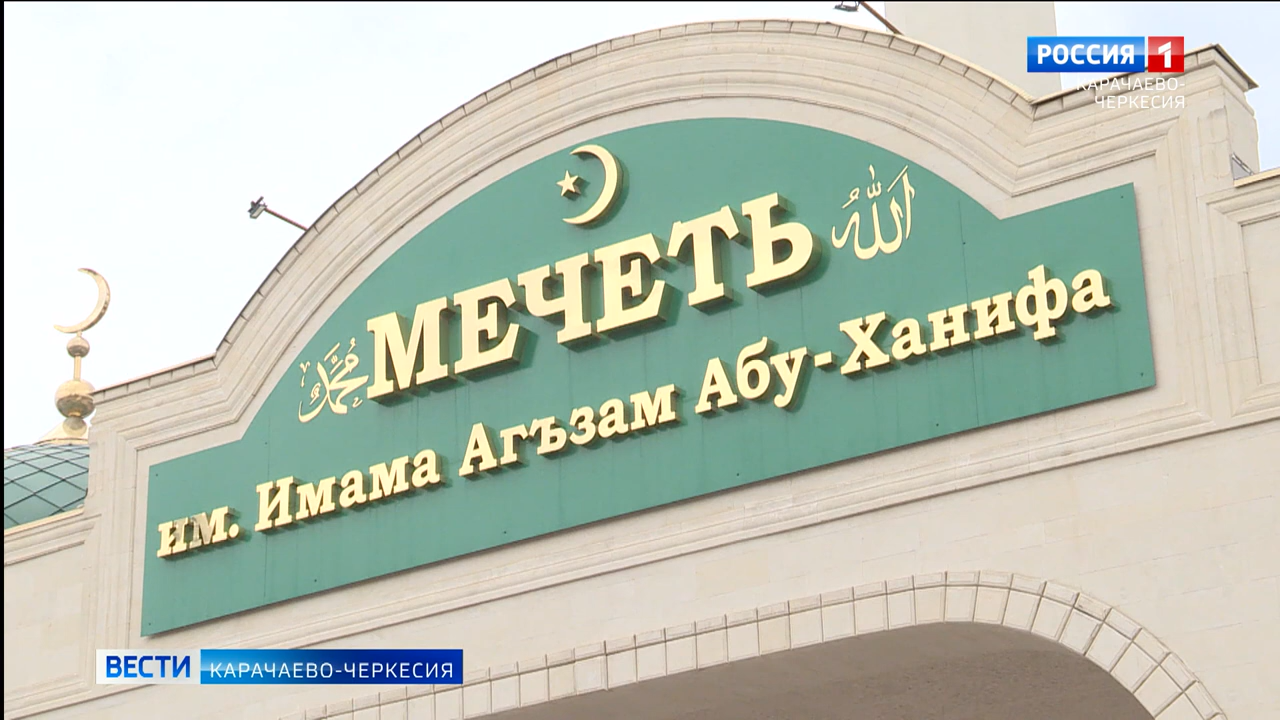 РОССИЯ 1
КАРАЧАЕВО-
ЧЕРКЕСИЯ
محمد
МЕЧЕТЬ
الله
им. Имама Агъзам Абу-Ханифа
ВЕСТИ КАРАЧАЕВО-ЧЕРКЕСИЯ